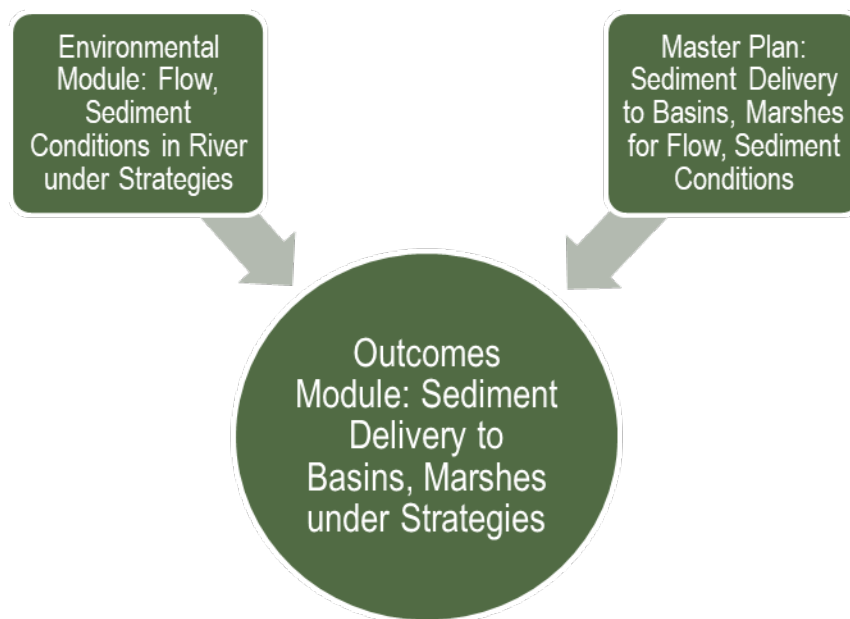 Environmental
Module: Flow,
Sediment
Conditions in River
under Strategies
Master Plan:
Sediment Delivery
to Basins, Marshes
for Flow, Sediment
Conditions
Outcomes
Module: Sediment
Delivery to
Basins, Marshes
under Strategies